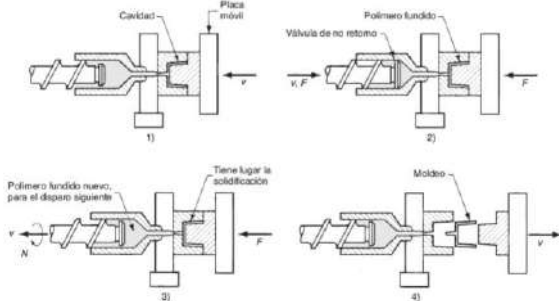 Cavidad
Placa
móvil
v
1)
Válvula de no retorno
Polímero fundido
v, F
F
2)
Polímero fundido nuevo,
para el disparo siguiente
Tiene lugar la
solidificación
v
N
F
3)
Moldeo
v
4)